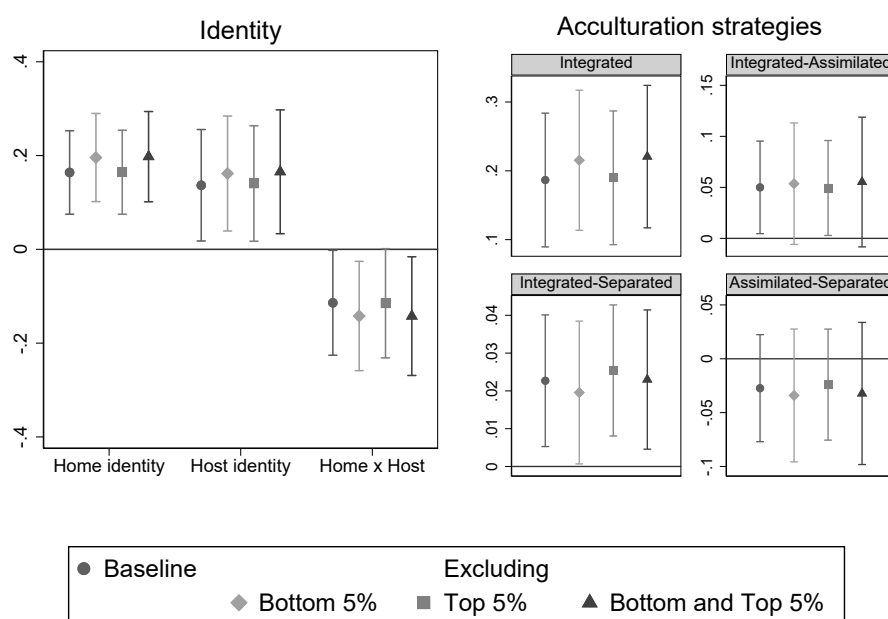 Identity
.4
.2
0
-.2
-.4
Home identity Host identity Home x Host
Acculturation strategies
Integrated
.3
.2
.1
Integrated-Assimilated
.15
.1
.05
0
Integrated-Separated
.04
.03
.02
.01
0
Assimilated-Separated
.05
0
-.05
-.1
Baseline Excluding
Bottom 5% Top 5% Bottom and Top 5%